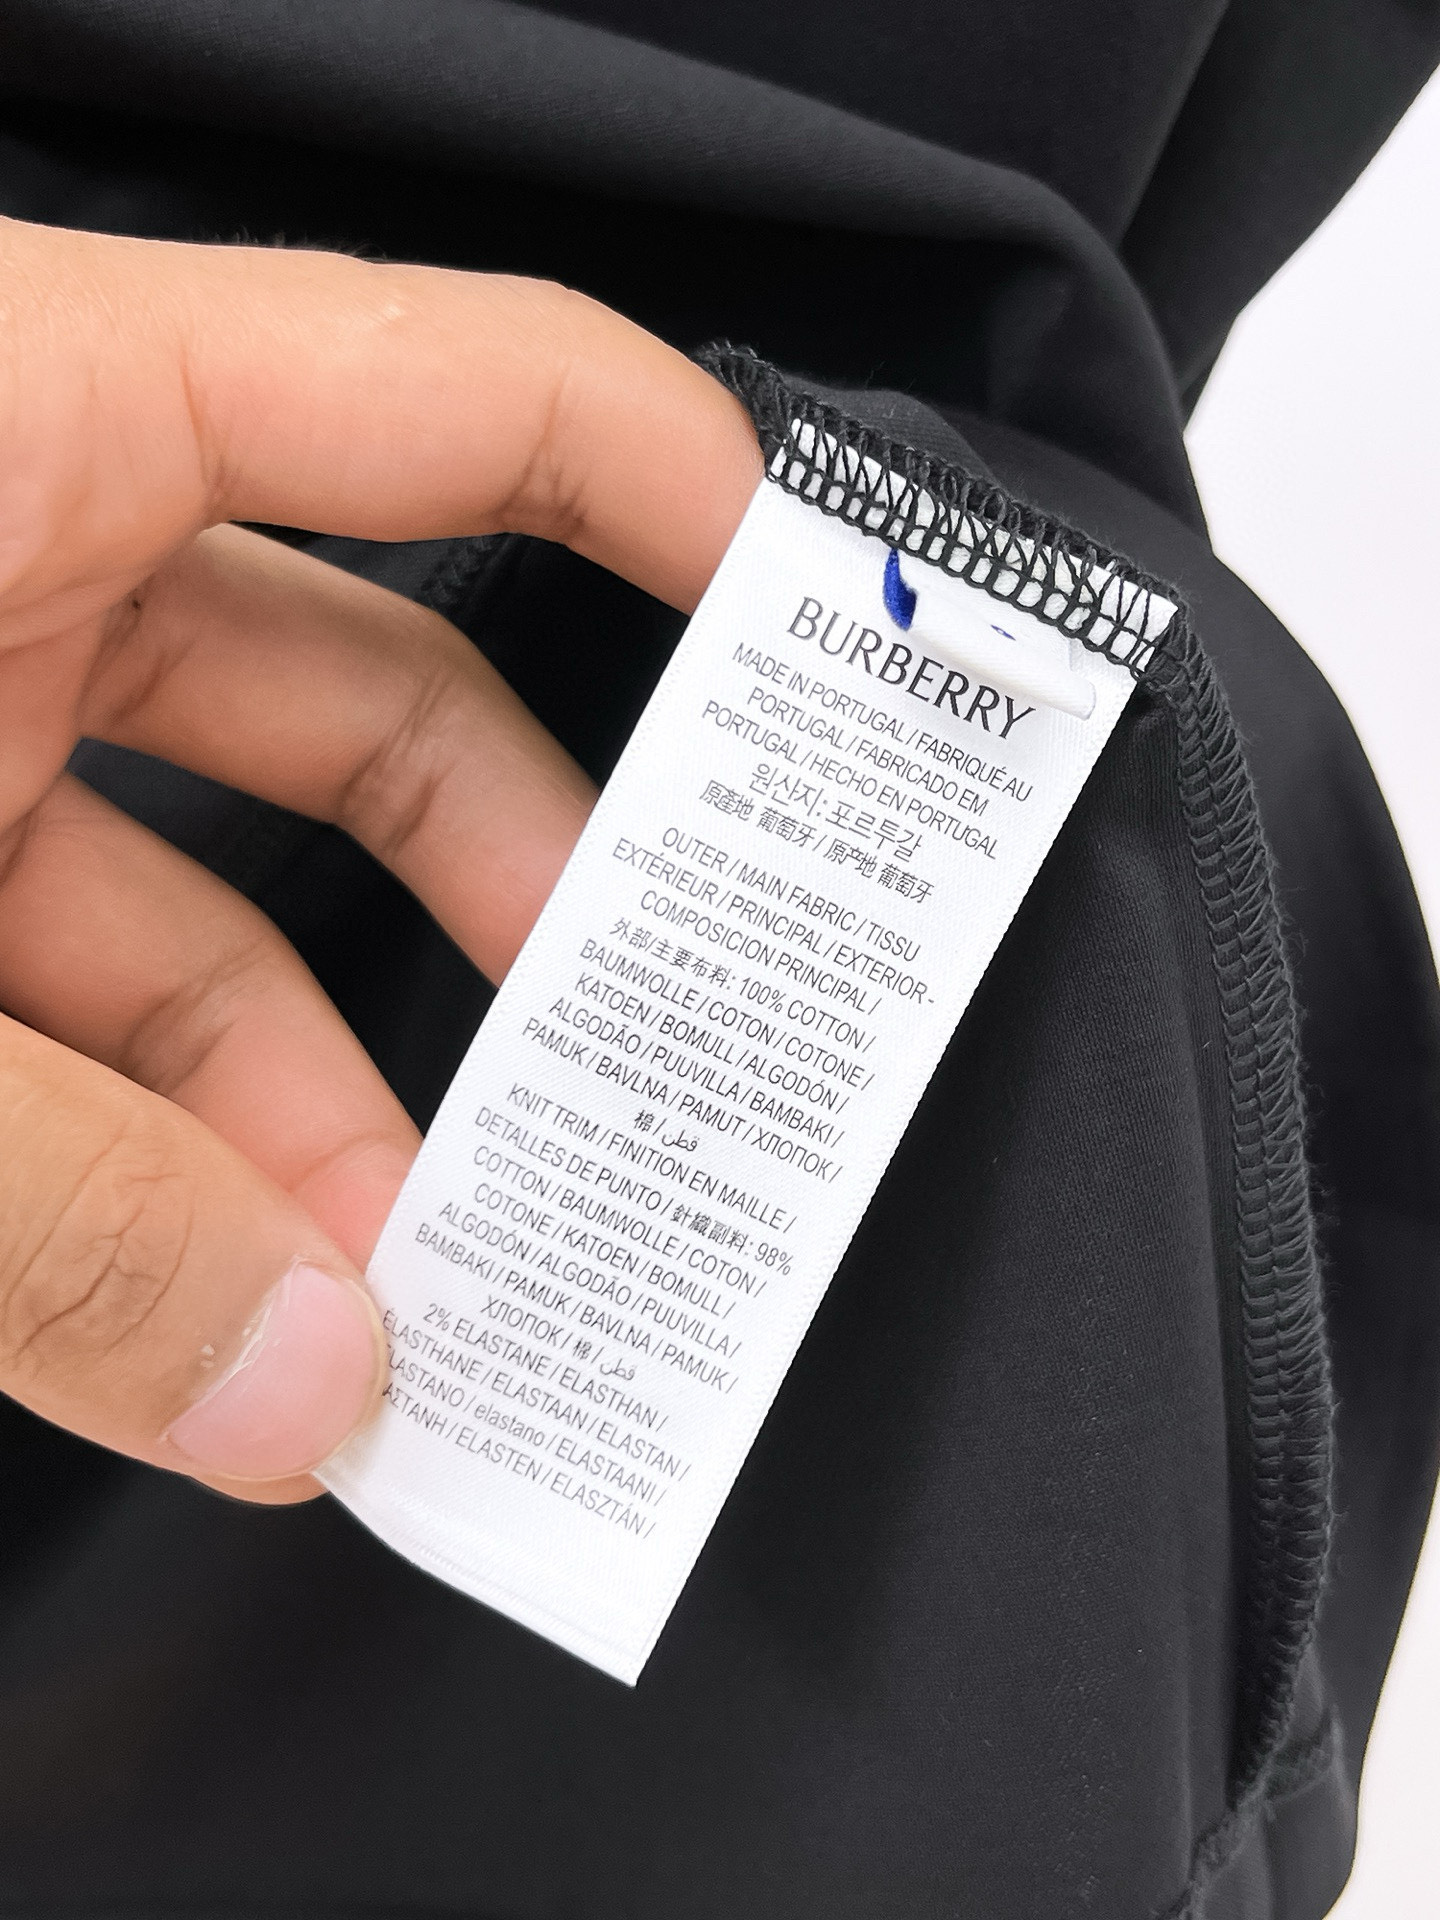 BURBERRY
MADE IN PORTUGAL / FABRIQUÉ AU
PORTUGAL / FABRICADO EM
PORTUGAL / HECHO EN PORTUGAL
원산지: 포르투갈
原產地 葡萄牙 / 原产地 葡萄牙
OUTER / MAIN FABRIC / TISSU
EXTÉRIEUR / PRINCIPAL / EXTERIOR-
COMPOSICION PRINCIPAL /
外部/主要布料: 100% COTTON /
BAUMWOLLE / COTON / COTONE /
KATOEN / BOMULL / ALGODÓN /
ALGODÃO / PUUVILLA / BAMBAKI /
PAMUK / BAVLNA / PAMUT / ХЛОПОК /
棉 / قطن
KNIT TRIM / FINITION EN MAILLE /
DETALLES DE PUNTO / 針織副料: 98%
COTTON / BAUMWOLLE / COTON /
COTONE / KATOEN / BOMULL /
ALGODÓN / ALGODÃO / PUUVILLA /
BAMBAKI / PAMUK / BAVLNA / PAMUK /
ХЛОПОК / 棉 / قطن
2% ELASTANE / ELASTHAN /
ÉLASTHANE / ELASTAAN / ELASTAN /
ELASTANO / elastano / ELASTAANI /
ΑΣΤΑΝΗ / ELASTEN / ELASZTÁN /